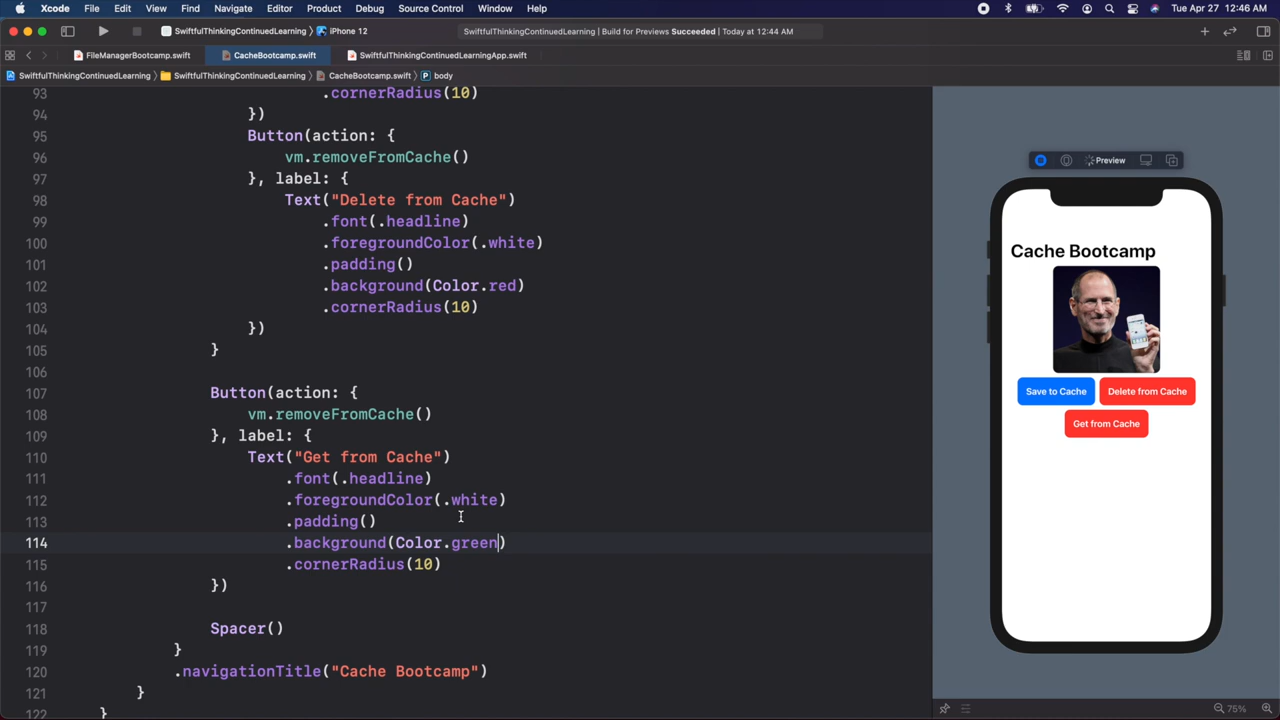 Xcode File Edit View Find Navigate Editor Product Debug Source Control Window Help Tue Apr 27 12:46 AM
SwiftfulThinkingContinuedLearning iPhone 12 SwiftfulThinkingContinuedLearning | Build for Previews Succeeded | Today at 12:44 AM
FileManagerBootcamp.swift CacheBootcamp.swift SwiftfulThinkingContinuedLearningApp.swift
SwiftfulThinkingContinuedLearning SwiftfulThinkingContinuedLearning CacheBootcamp.swift P body
93 .cornerRadius(10)
94 })
95 Button(action: {
96 vm.removeFromCache()
97 }, label: {
98 Text("Delete from Cache")
99 .font(.headline)
100 .foregroundColor(.white)
101 .padding()
102 .background(Color.red)
103 .cornerRadius(10)
104 })
105 }
106
107 Button(action: {
108 vm.removeFromCache()
109 }, label: {
110 Text("Get from Cache")
111 .font(.headline)
112 .foregroundColor(.white)
113 .padding()
114 .background(Color.green)
115 .cornerRadius(10)
116 })
117
118 Spacer()
119 }
120 .navigationTitle("Cache Bootcamp")
121 }
122 }
Preview
Cache Bootcamp
Save to Cache Delete from Cache
Get from Cache
75%